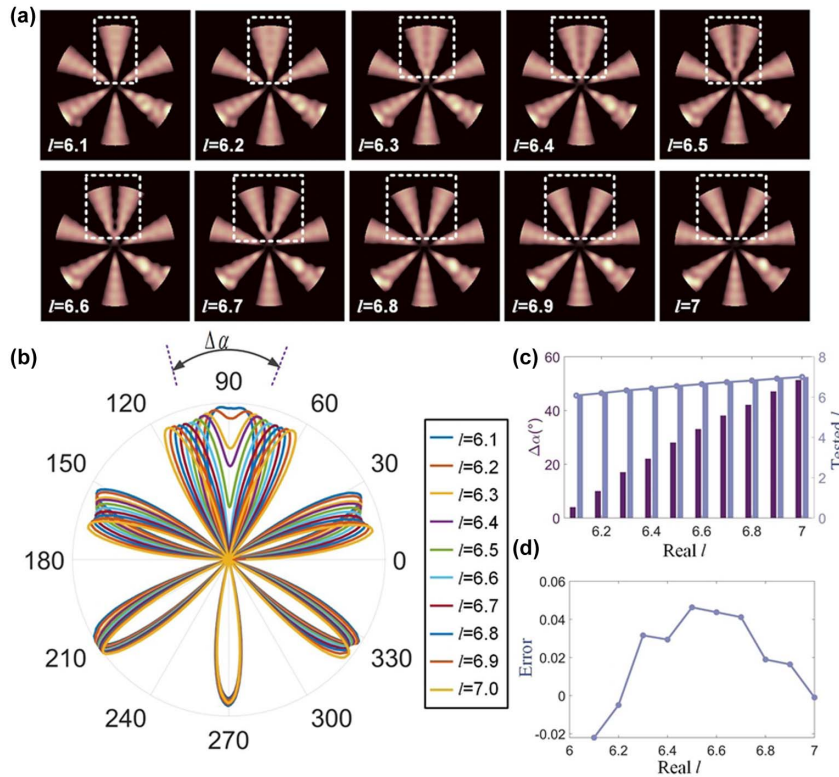 (a)
l=6.1
l=6.2
l=6.3
l=6.4
l=6.5
l=6.6
l=6.7
l=6.8
l=6.9
l=7
(b)
Δα
90
120
60
150
30
180
0
210
330
240
300
270
l=6.1
l=6.2
l=6.3
l=6.4
l=6.5
l=6.6
l=6.7
l=6.8
l=6.9
l=7.0
(c)
60
40
20
0
Δα(°)
8
6
4
2
0
Tested l
6.2
6.4
6.6
6.8
7
Real l
(d)
0.06
0.04
0.02
0
-0.02
Error
6
6.2
6.4
6.6
6.8
7
Real l